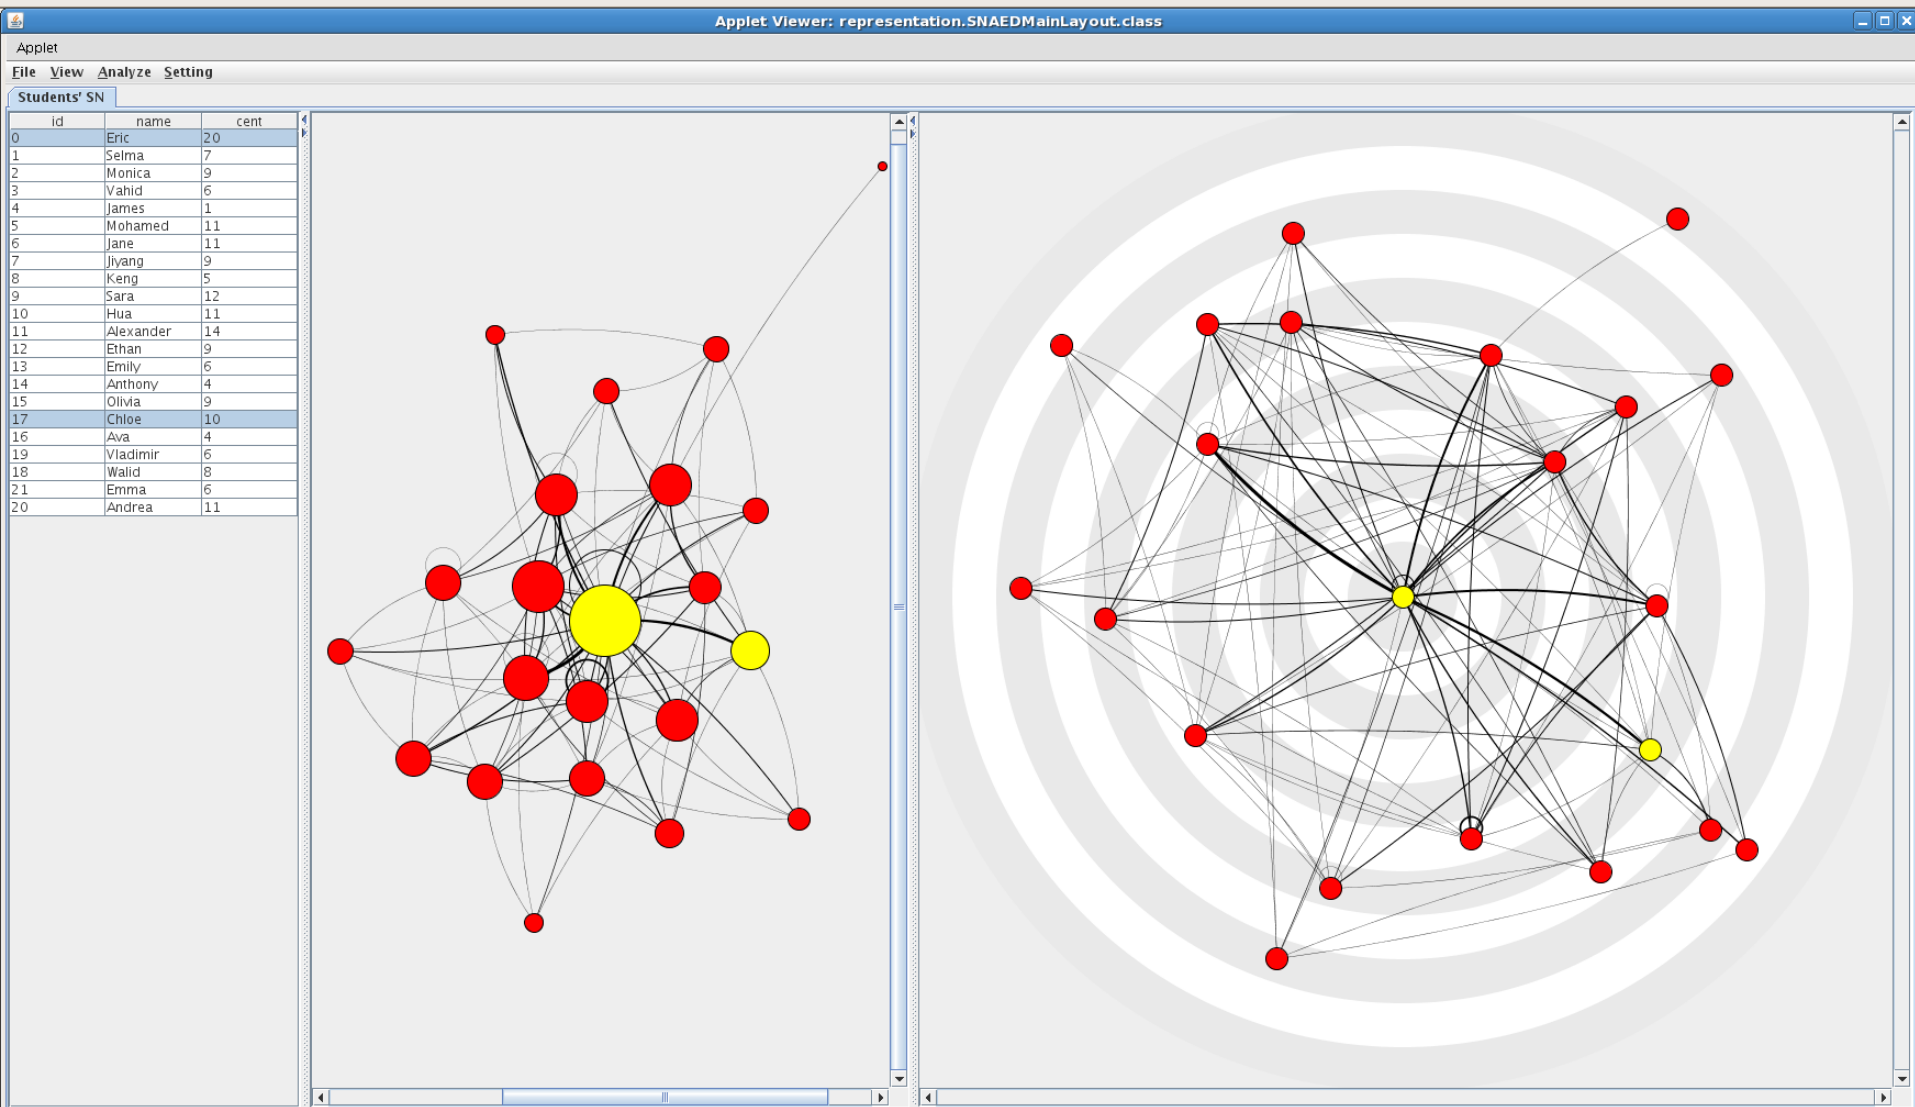 Applet Viewer: representation.SNAEDMainLayout.class
Applet
File View Analyze Setting
Students' SN
id name cent
0 Eric 20
1 Selma 7
2 Monica 9
3 Vahid 6
4 James 1
5 Mohamed 11
6 Jane 11
7 Jiyang 9
8 Keng 5
9 Sara 12
10 Hua 11
11 Alexander 14
12 Ethan 9
13 Emily 6
14 Anthony 4
15 Olivia 9
17 Chloe 10
16 Ava 4
19 Vladimir 6
18 Walid 8
21 Emma 6
20 Andrea 11